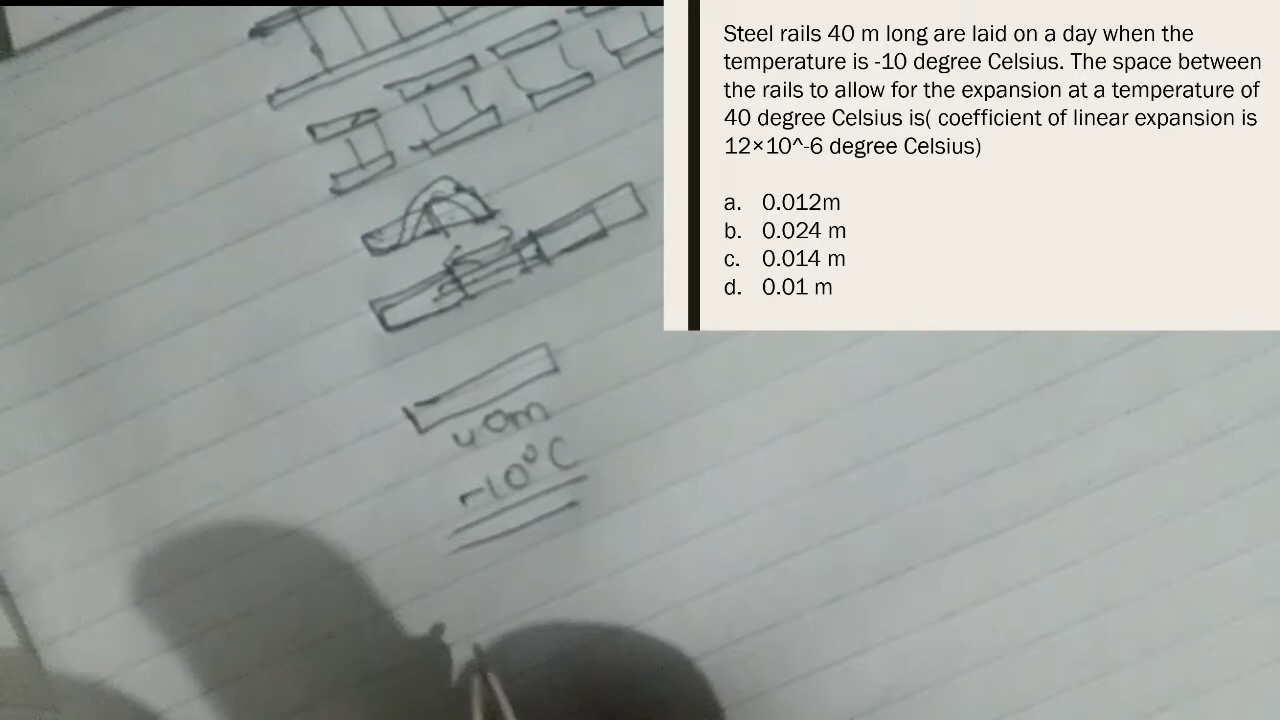 Steel rails 40 m long are laid on a day when the
temperature is -10 degree Celsius. The space between
the rails to allow for the expansion at a temperature of
40 degree Celsius is( coefficient of linear expansion is
12×10^-6 degree Celsius)
a. 0.012m
b. 0.024 m
c. 0.014 m
d. 0.01 m
40m
-10°C